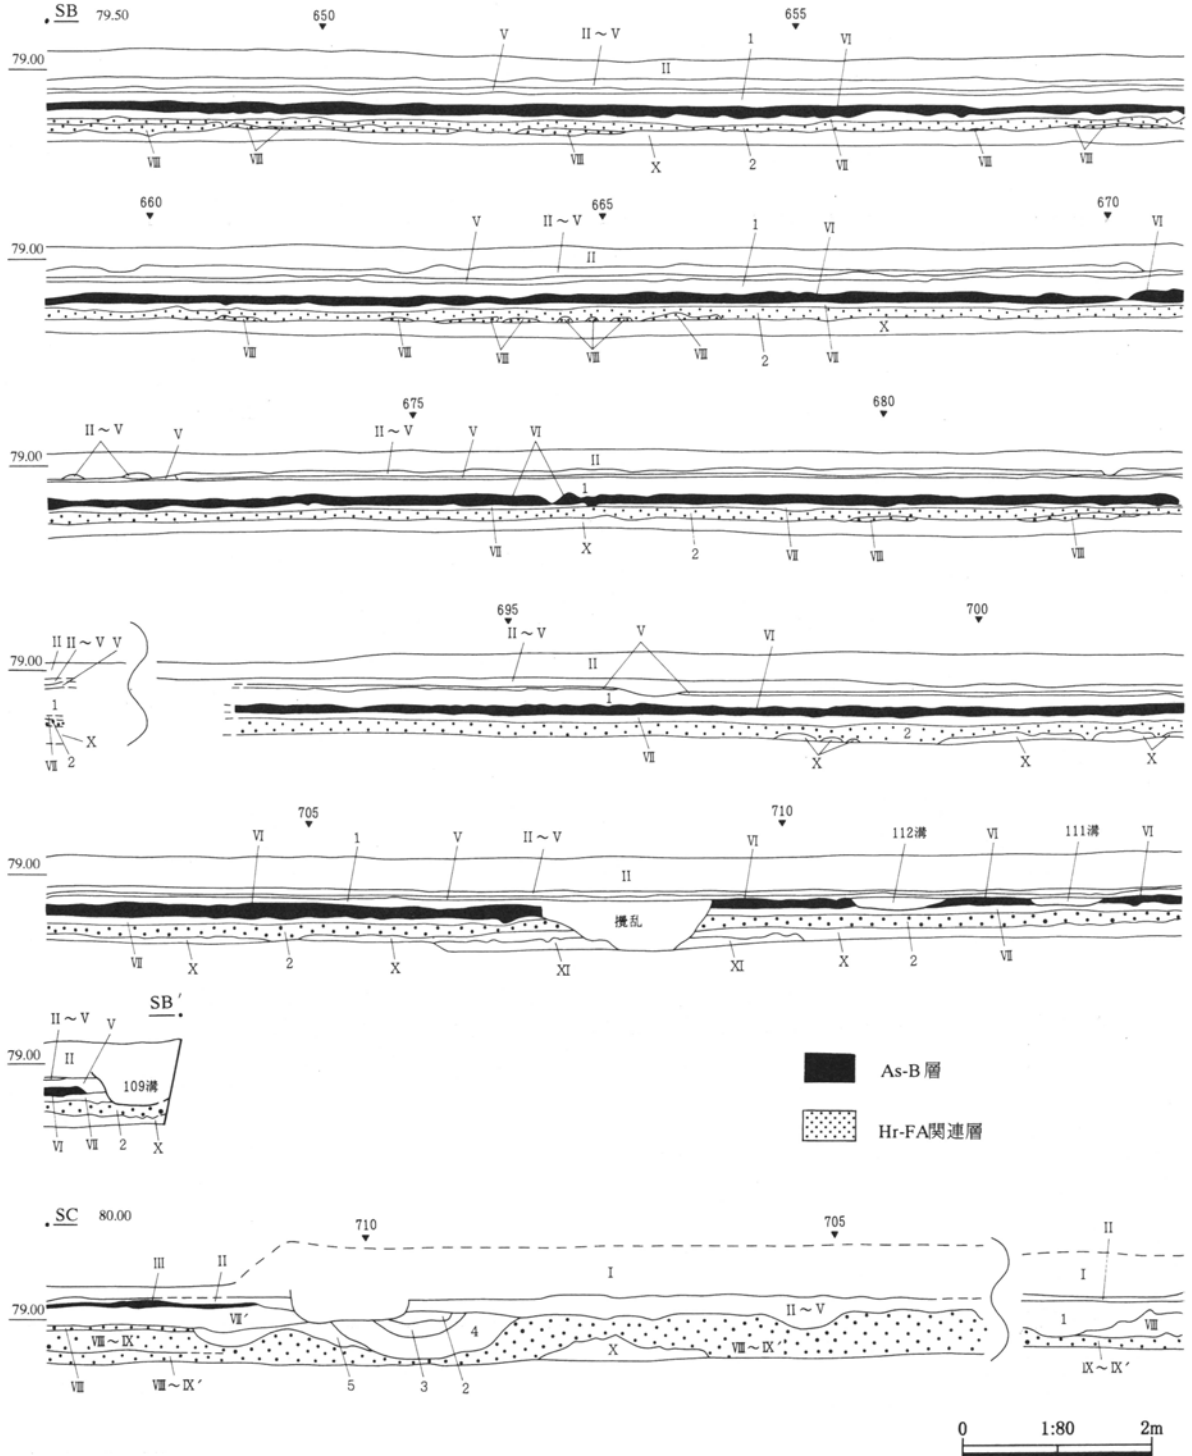 SB 79.50 650 655
V II～V 1 VI
79.00 II
VIII VIII VIII X 2 VII VIII VIII
660 665 670
V II～V 1 VI VI
79.00 II
X
VIII VIII VIII VIII VIII 2 VII
675 680
II～V V II～V V VI
79.00 II
1
VII X 2 VII VIII VIII
695 700
II II～V V II～V V VI
79.00 II
1 1
X 2
VII 2 VII X X X
705 710
VI 1 V II～V VI 112溝 VI 111溝 VI
79.00 II
攪乱
VII X 2 X XI XI X 2 VII
SB′
II～V V
79.00 II
109溝
VI VII 2 X
As-B層
Hr-FA関連層
SC 80.00 710 705
III II II
I I
79.00 VII′ II～V 1 VIII
VIII～IX 4 X VIII～IX′
VIII VIII～IX′ 5 3 2 IX～IX′
0 1:80 2m